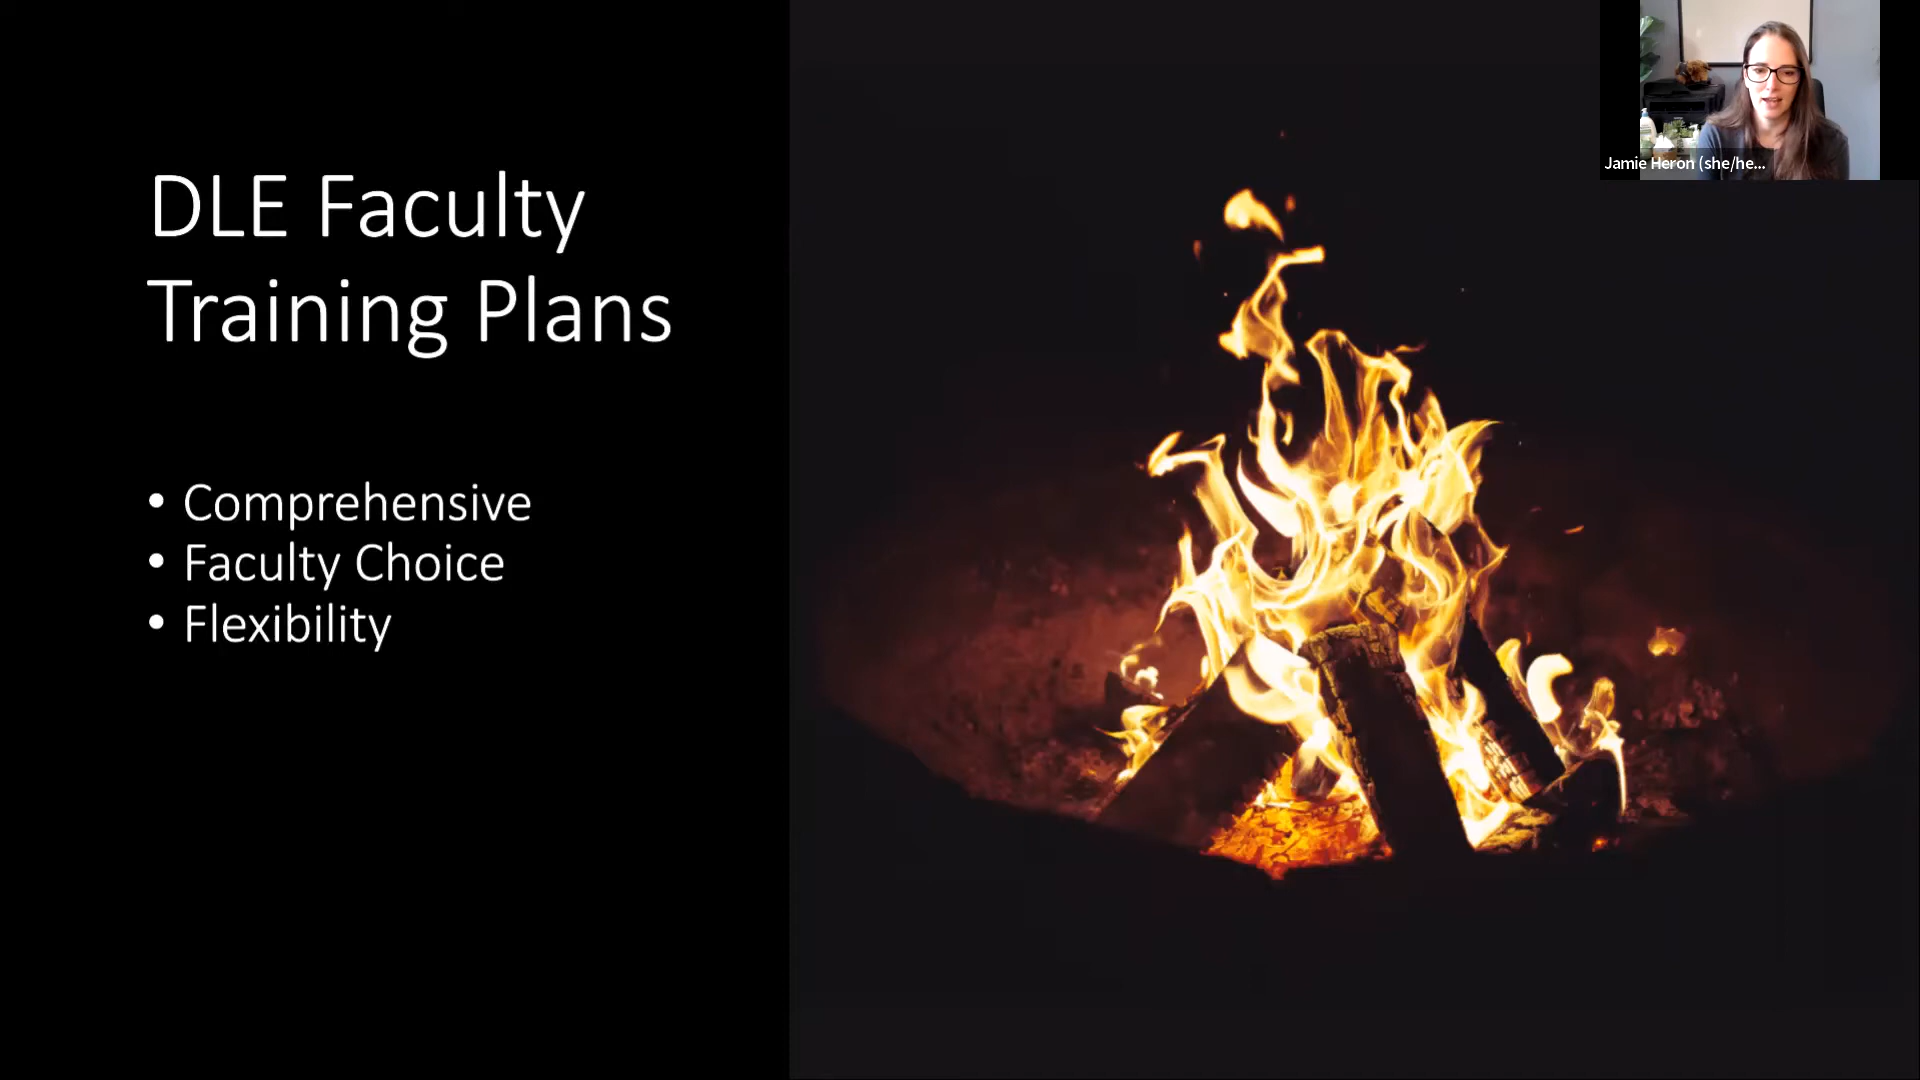 DLE Faculty
Training Plans
• Comprehensive
• Faculty Choice
• Flexibility
Jamie Heron (she/he...